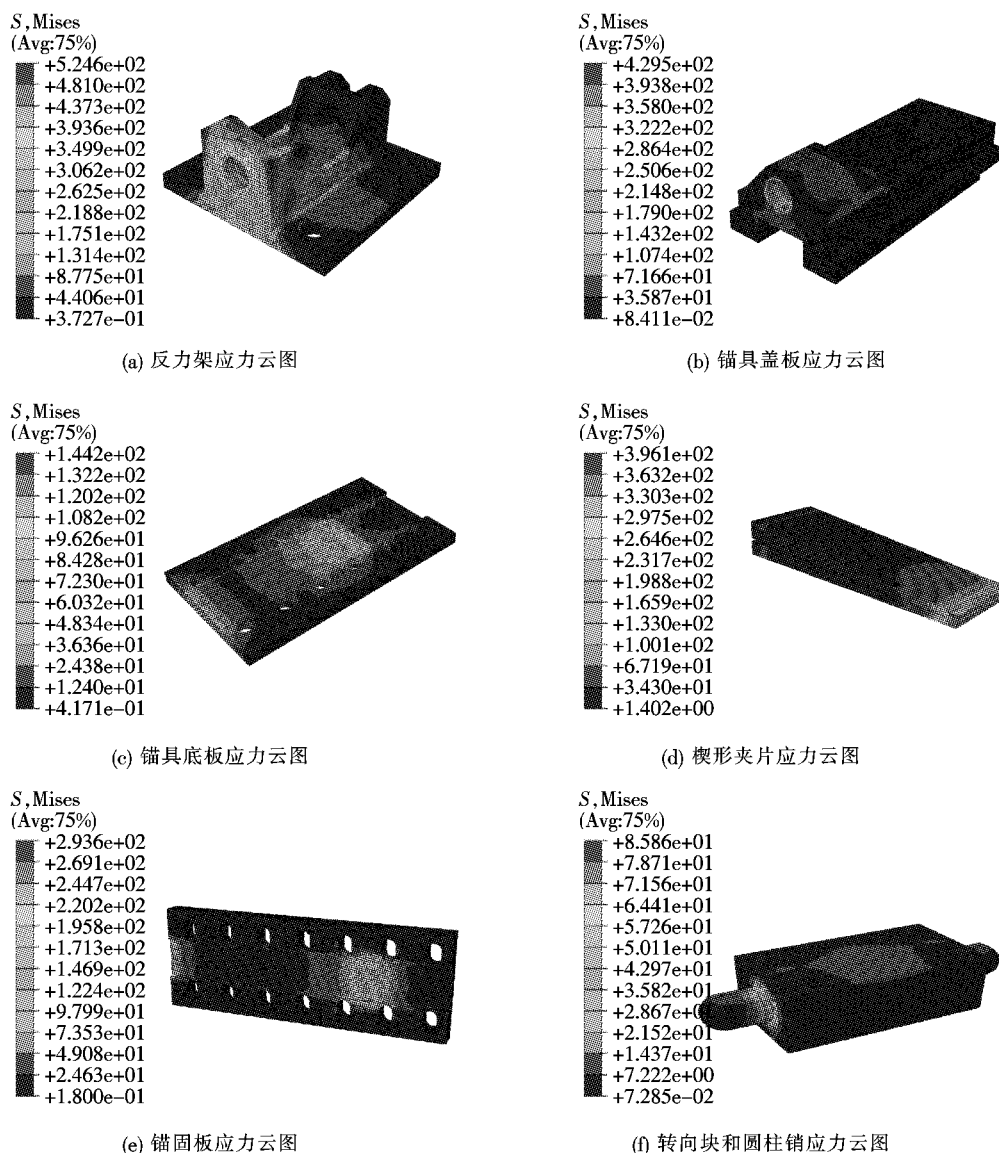 S,Mises
(Avg:75%)
+5.246e+02
+4.810e+02
+4.373e+02
+3.936e+02
+3.499e+02
+3.062e+02
+2.625e+02
+2.188e+02
+1.751e+02
+1.314e+02
+8.775e+01
+4.406e+01
+3.727e−01
(a) 反力架应力云图
S,Mises
(Avg:75%)
+4.295e+02
+3.938e+02
+3.580e+02
+3.222e+02
+2.864e+02
+2.506e+02
+2.148e+02
+1.790e+02
+1.432e+02
+1.074e+02
+7.166e+01
+3.587e+01
+8.411e−02
(b) 锚具盖板应力云图
S,Mises
(Avg:75%)
+1.442e+02
+1.322e+02
+1.202e+02
+1.082e+02
+9.626e+01
+8.428e+01
+7.230e+01
+6.032e+01
+4.834e+01
+3.636e+01
+2.438e+01
+1.240e+01
+4.171e−01
(c) 锚具底板应力云图
S,Mises
(Avg:75%)
+3.961e+02
+3.632e+02
+3.303e+02
+2.975e+02
+2.646e+02
+2.317e+02
+1.988e+02
+1.659e+02
+1.330e+02
+1.001e+02
+6.719e+01
+3.430e+01
+1.402e+00
(d) 楔形夹片应力云图
S,Mises
(Avg:75%)
+2.936e+02
+2.691e+02
+2.447e+02
+2.202e+02
+1.958e+02
+1.713e+02
+1.469e+02
+1.224e+02
+9.799e+01
+7.353e+01
+4.908e+01
+2.463e+01
+1.800e−01
(e) 锚固板应力云图
S,Mises
(Avg:75%)
+8.586e+01
+7.871e+01
+7.156e+01
+6.441e+01
+5.726e+01
+5.011e+01
+4.297e+01
+3.582e+01
+2.867e+01
+2.152e+01
+1.437e+01
+7.222e+00
+7.285e−02
(f) 转向块和圆柱销应力云图